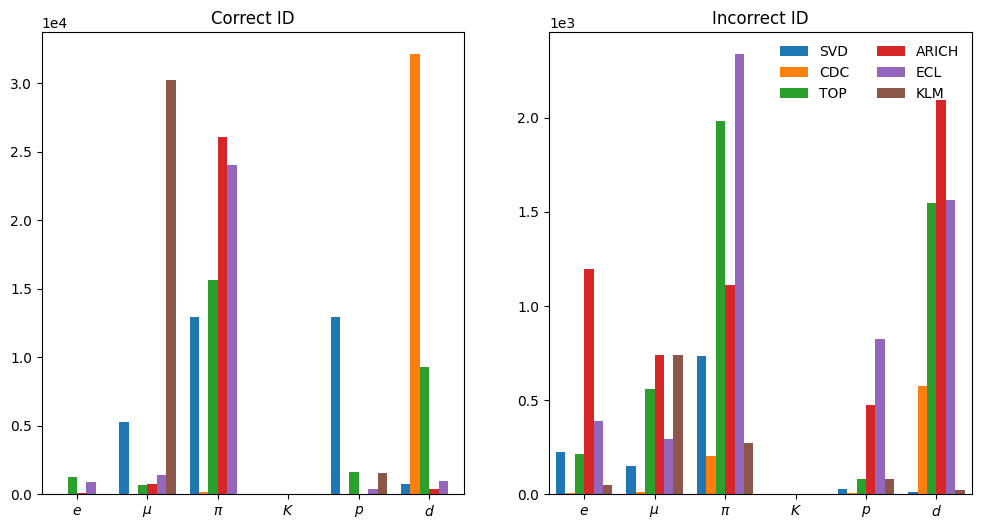 Correct ID
1e4
3.0
2.5
2.0
1.5
1.0
0.5
0.0
e μ π K p d
Incorrect ID
1e3
SVD ARICH
CDC ECL
TOP KLM
2.0
1.5
1.0
0.5
0.0
e μ π K p d